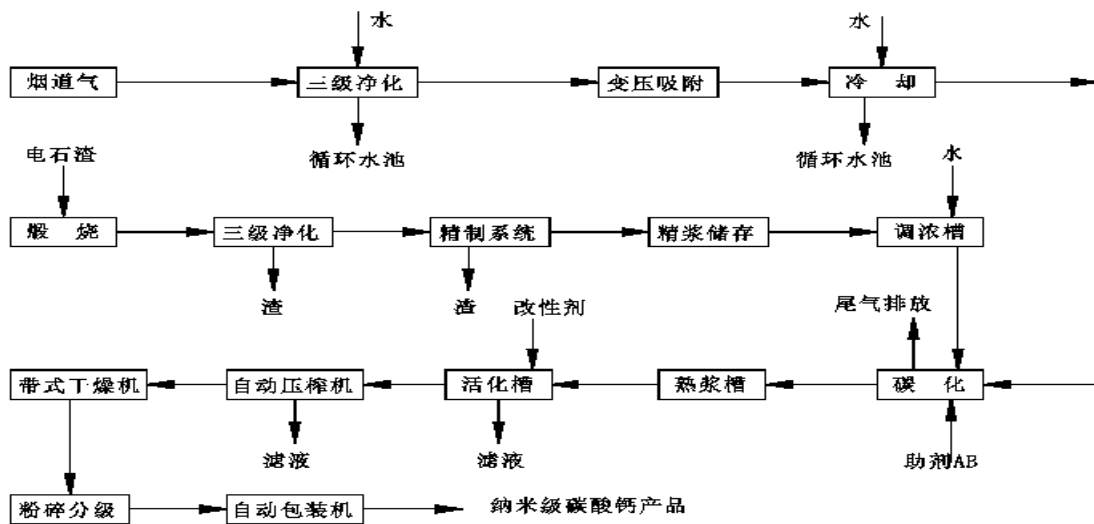 水 水
烟道气 三级净化 变压吸附 冷 却
循环水池 循环水池
电石渣 水
煅 烧 三级净化 精制系统 精浆储存 调浓槽
渣 渣 改性剂 尾气排放
带式干燥机 自动压榨机 活化槽 熟浆槽 碳 化
滤液 滤液 助剂AB
粉碎分级 自动包装机 纳米级碳酸钙产品